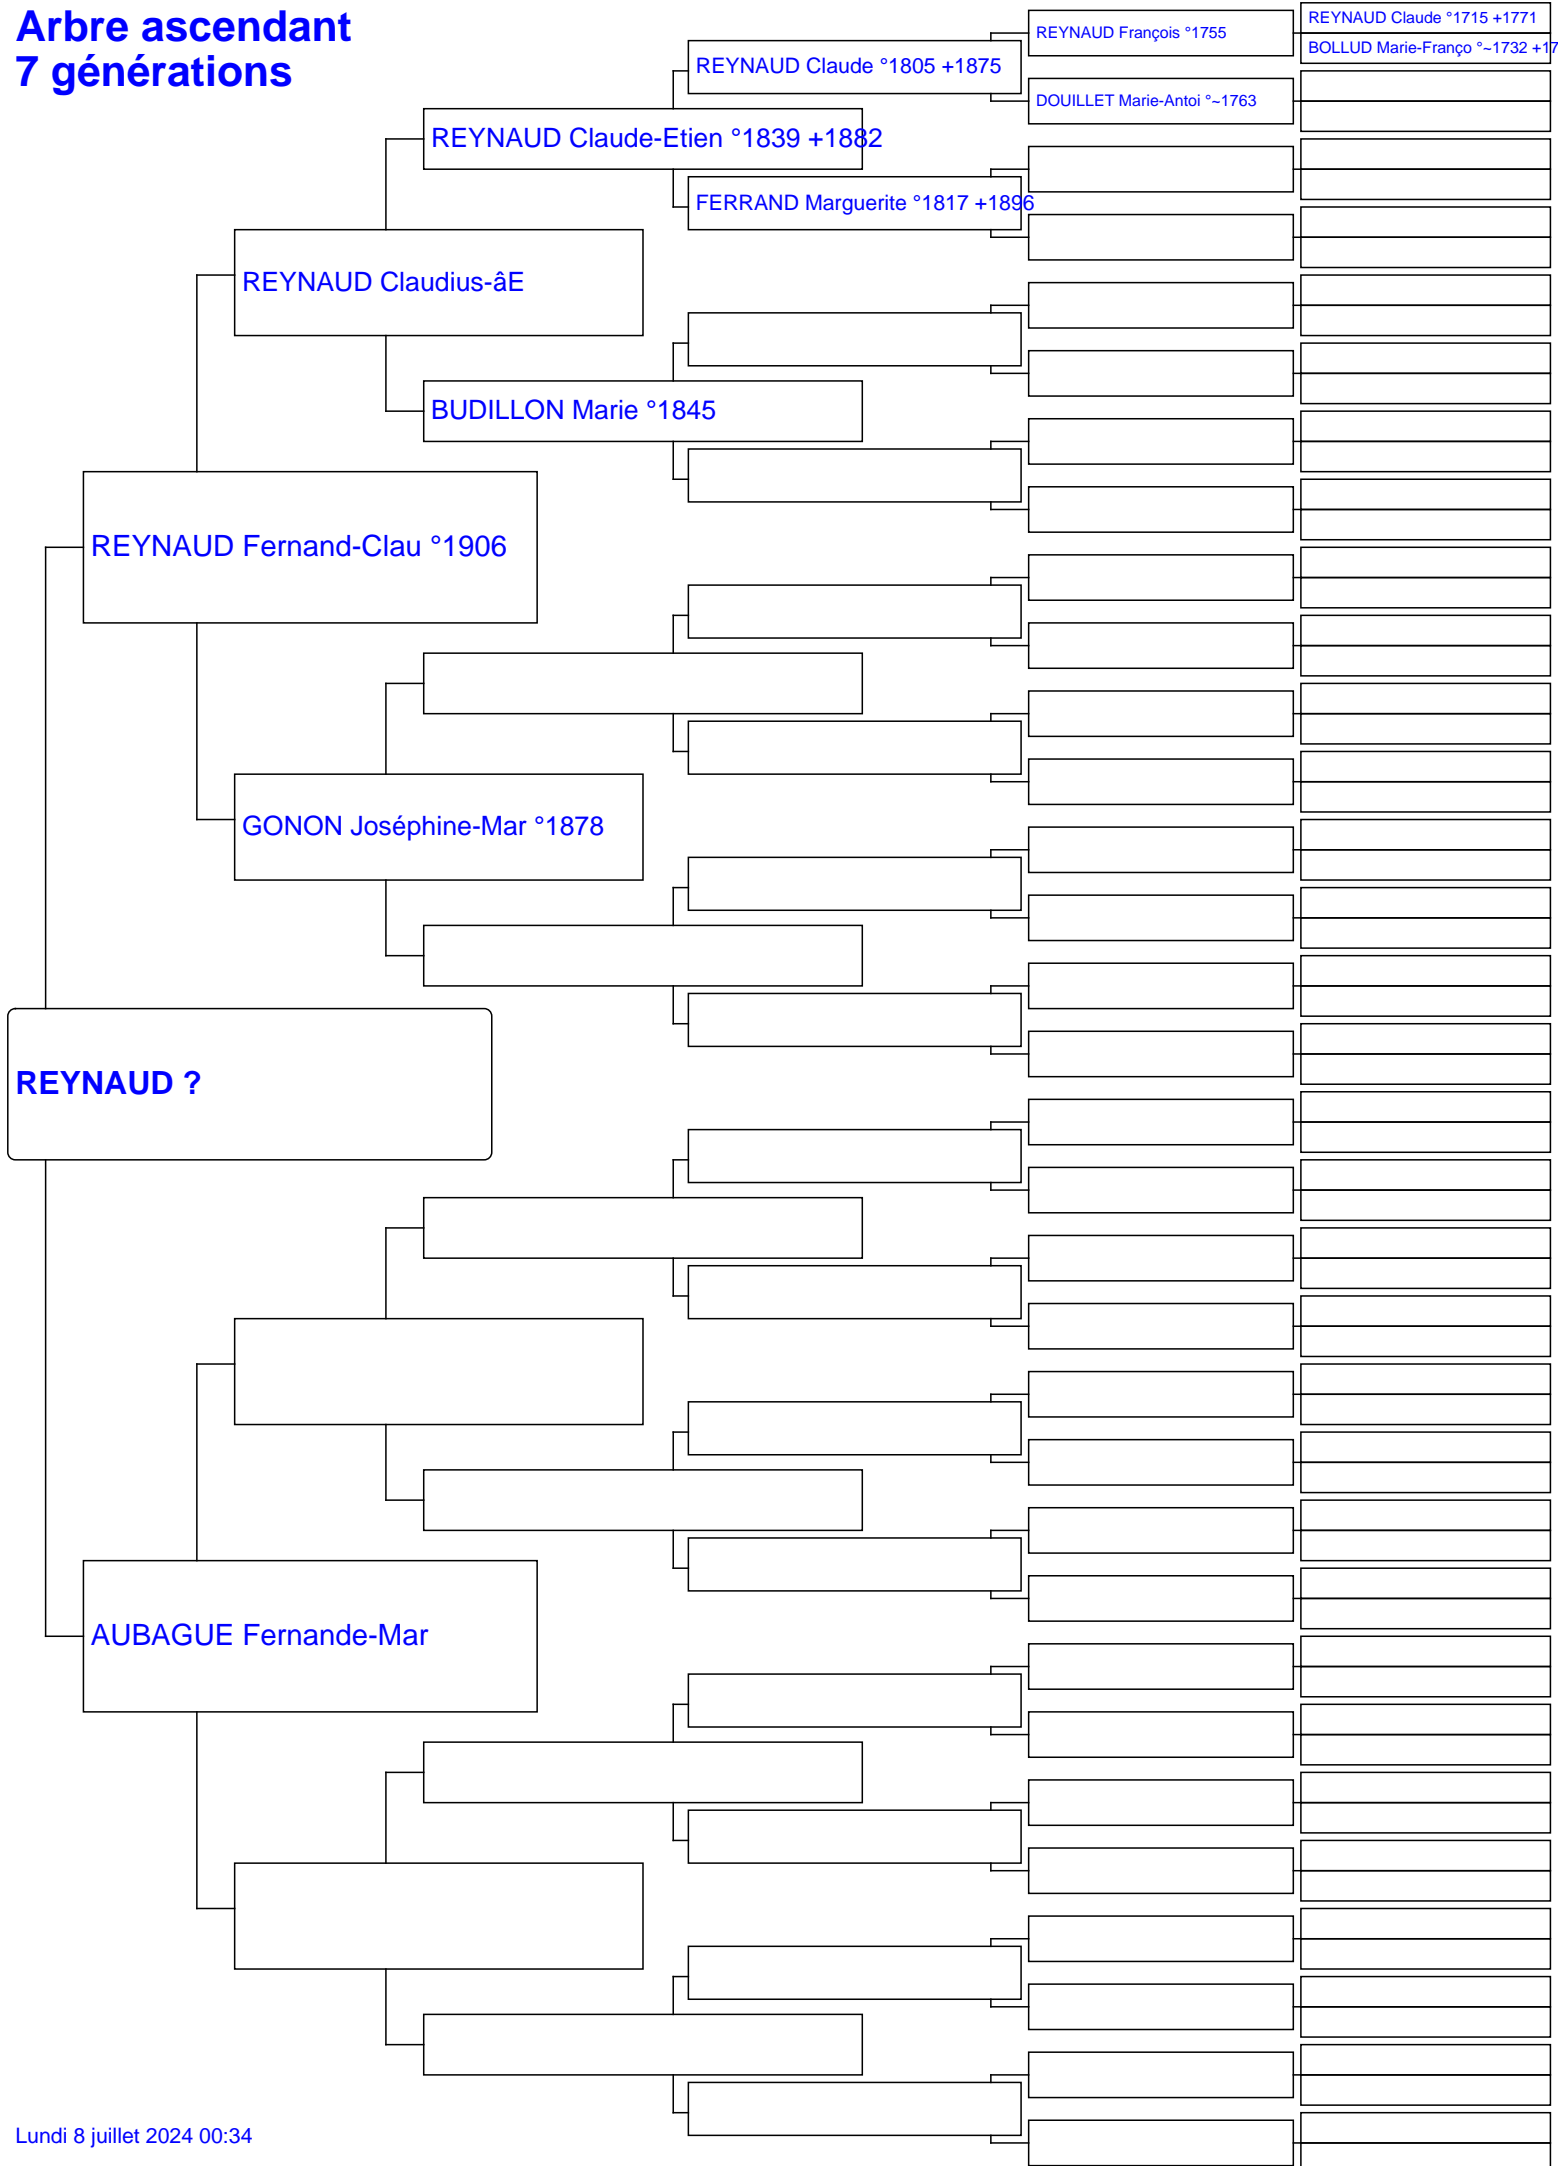 Arbre ascendant
7 générations
REYNAUD Claude °1715 +1771
REYNAUD François °1755
BOLLUD Marie-Franço °~1732 +17
REYNAUD Claude °1805 +1875
DOUILLET Marie-Antoi °~1763
REYNAUD Claude-Etien °1839 +1882
FERRAND Marguerite °1817 +1896
REYNAUD Claudius-âE
BUDILLON Marie °1845
REYNAUD Fernand-Clau °1906
GONON Joséphine-Mar °1878
REYNAUD ?
AUBAGUE Fernande-Mar
Lundi 8 juillet 2024 00:34